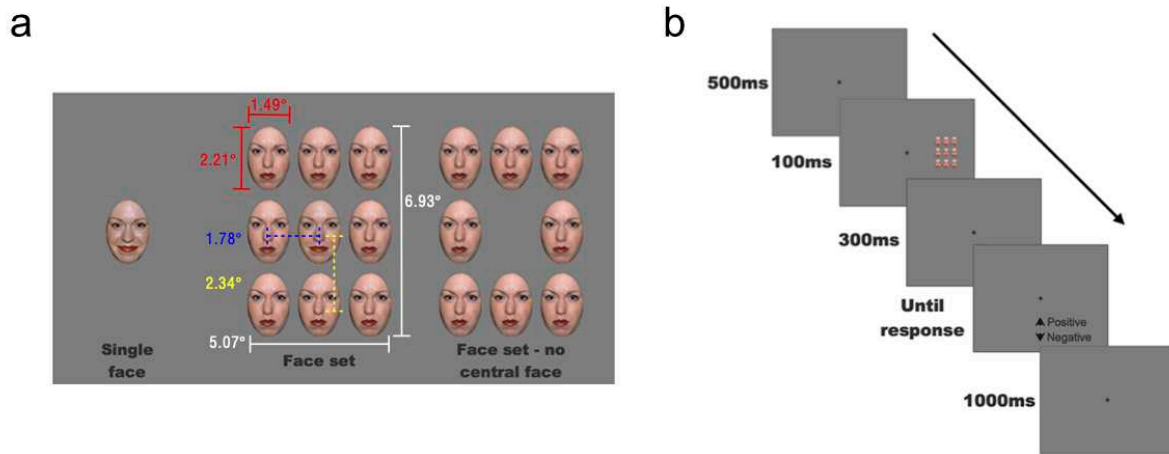 a
b
1.49°
2.21°
6.93°
1.78°
2.34°
5.07°
Single
face
Face set
Face set - no
central face
500ms
100ms
300ms
Until
response
▲ Positive
▼ Negative
1000ms